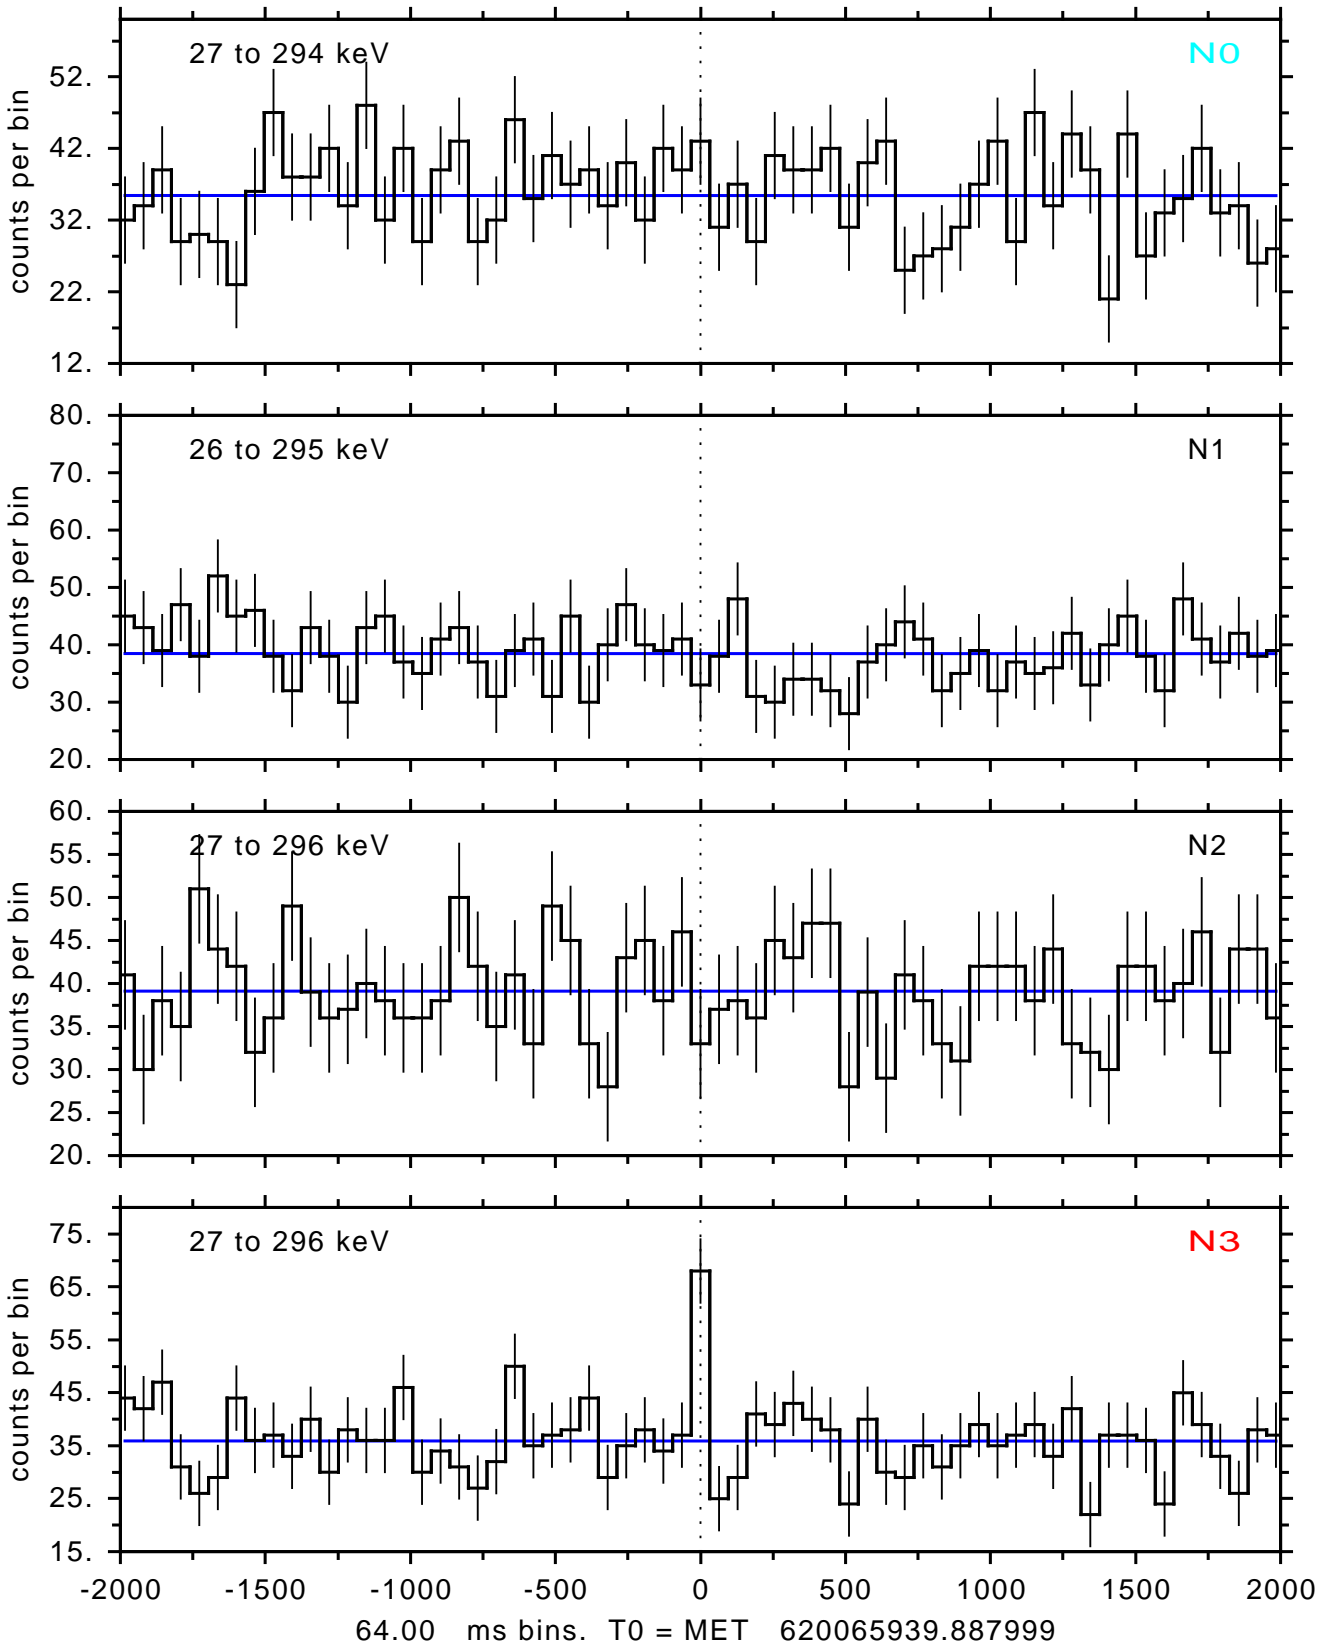 27 to 294 keV N0
counts per bin
52.
42.
32.
22.
12.
26 to 295 keV N1
counts per bin
80.
70.
60.
50.
40.
30.
20.
27 to 296 keV N2
counts per bin
60.
55.
50.
45.
40.
35.
30.
25.
20.
27 to 296 keV N3
counts per bin
75.
65.
55.
45.
35.
25.
15.
-2000 -1500 -1000 -500 0 500 1000 1500 2000
64.00 ms bins. T0 = MET 620065939.887999